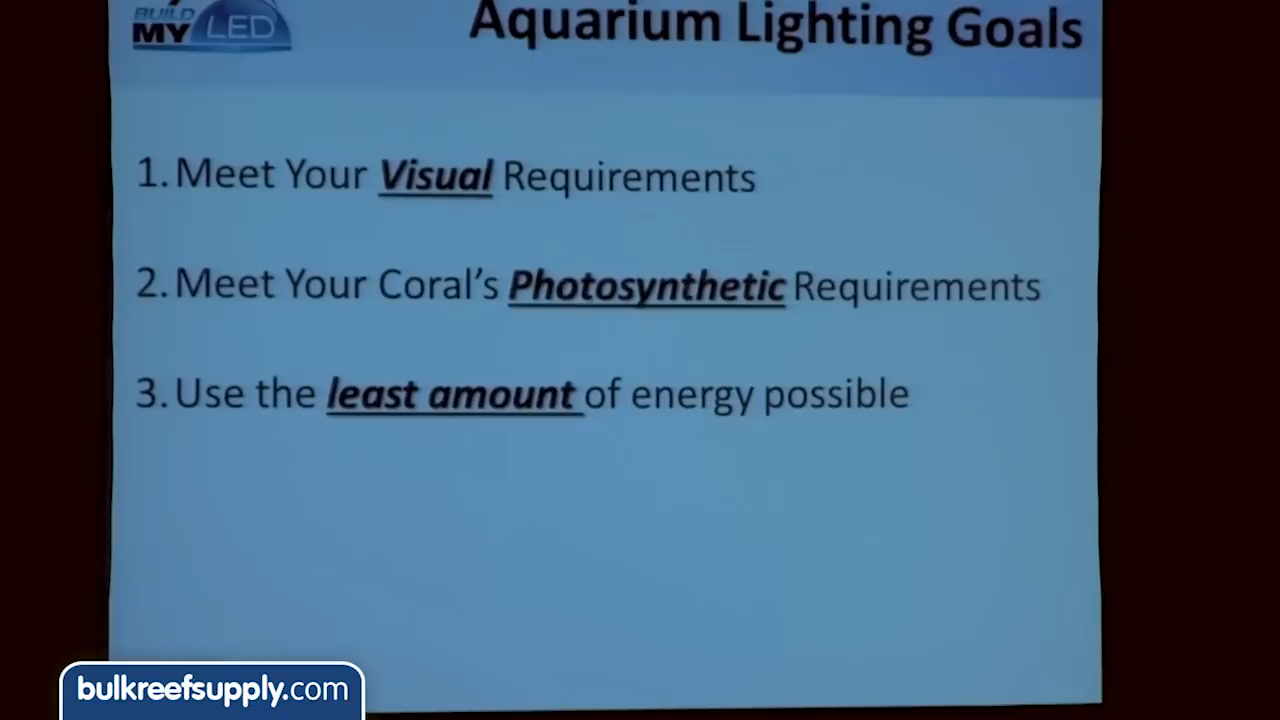 BUILD
MY LED
Aquarium Lighting Goals
1. Meet Your Visual Requirements
2. Meet Your Coral's Photosynthetic Requirements
3. Use the least amount of energy possible
bulkreefsupply.com